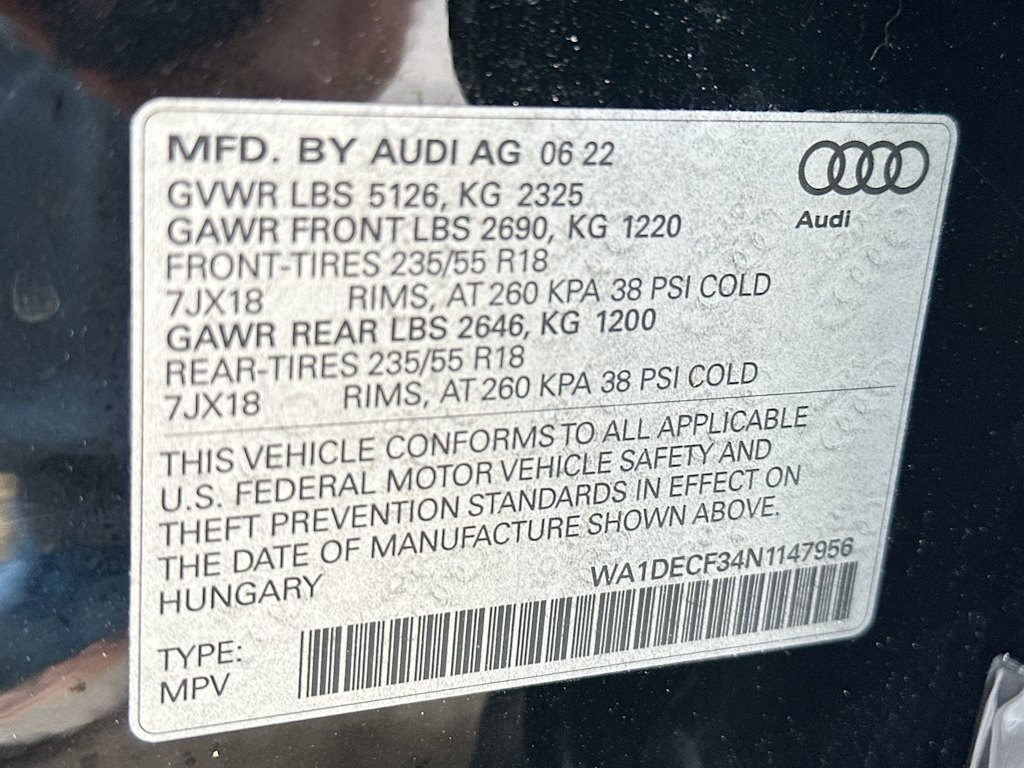 MFD. BY AUDI AG 06 22
GVWR LBS 5126, KG 2325
GAWR FRONT LBS 2690, KG 1220
FRONT-TIRES 235/55 R18
7JX18 RIMS, AT 260 KPA 38 PSI COLD
GAWR REAR LBS 2646, KG 1200
REAR-TIRES 235/55 R18
7JX18 RIMS, AT 260 KPA 38 PSI COLD
Audi
THIS VEHICLE CONFORMS TO ALL APPLICABLE
U.S. FEDERAL MOTOR VEHICLE SAFETY AND
THEFT PREVENTION STANDARDS IN EFFECT ON
THE DATE OF MANUFACTURE SHOWN ABOVE.
HUNGARY WA1DECF34N1147956
TYPE:
MPV